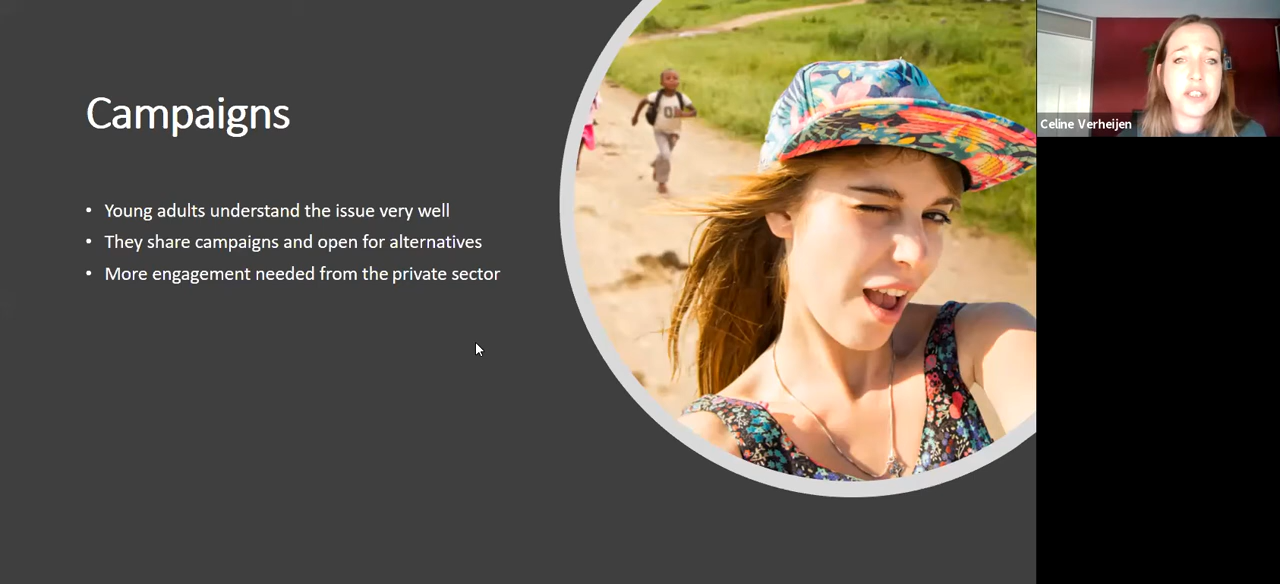 Campaigns
• Young adults understand the issue very well
• They share campaigns and open for alternatives
• More engagement needed from the private sector
Celine Verheijen